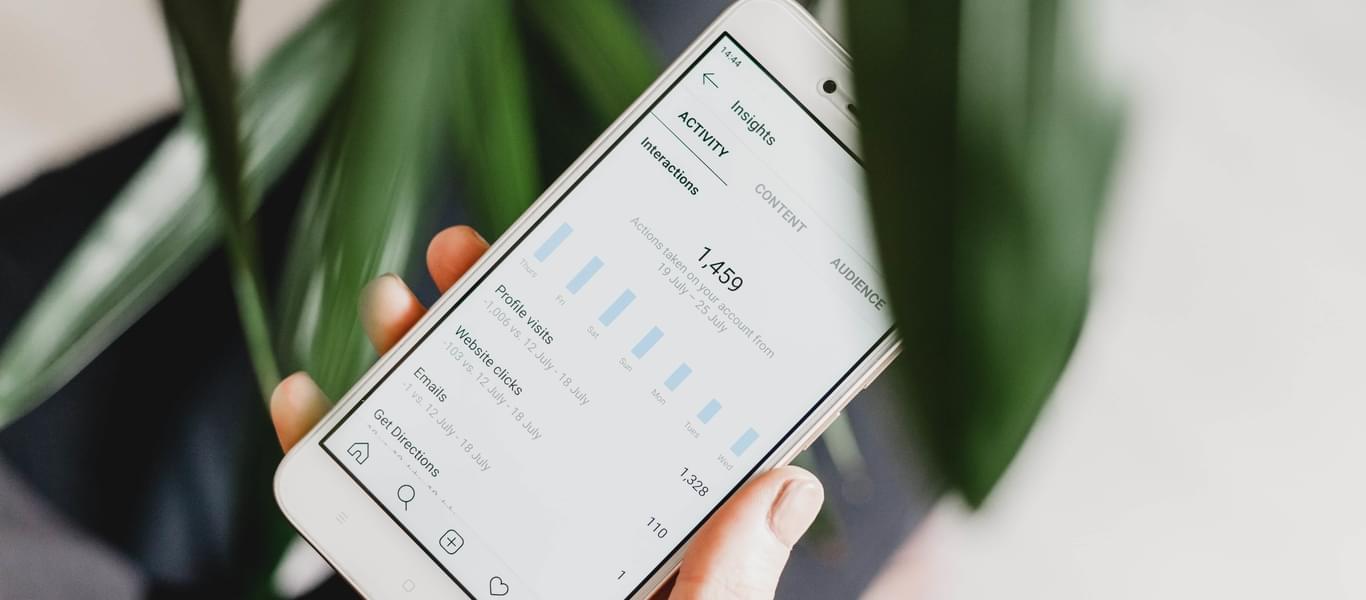 14:44
Insights
ACTIVITY
CONTENT
AUDIENCE
Interactions
1,459
Actions taken on your account from
19 July – 25 July
Thurs
Fri
Sat
Sun
Mon
Tues
Wed
Profile visits
1,328
-1,006 vs. 12 July - 18 July
Website clicks
110
-103 vs. 12 July - 18 July
Emails
1
-1 vs. 12 July - 18 July
Get Directions